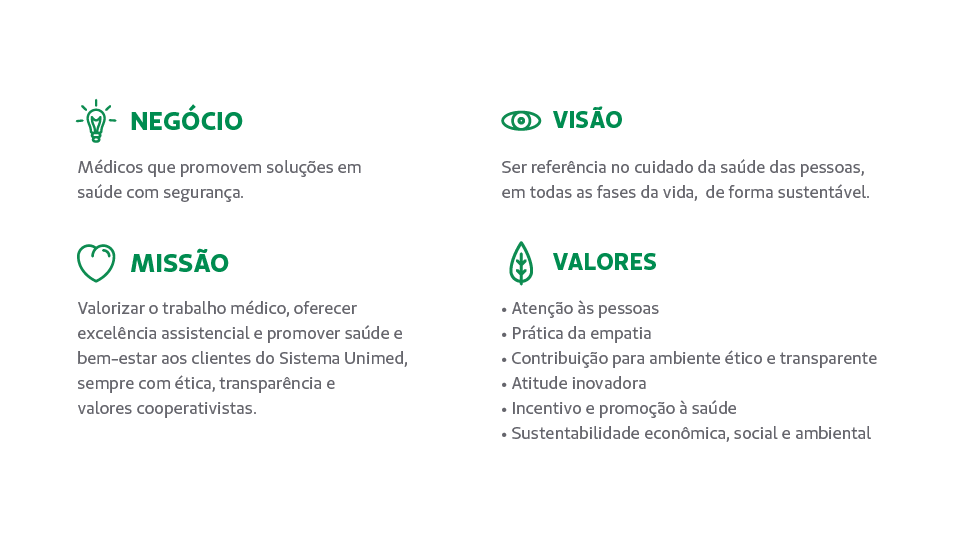 NEGÓCIO
Médicos que promovem soluções em
saúde com segurança.
VISÃO
Ser referência no cuidado da saúde das pessoas,
em todas as fases da vida,  de forma sustentável.
MISSÃO
Valorizar o trabalho médico, oferecer
excelência assistencial e promover saúde e
bem-estar aos clientes do Sistema Unimed,
sempre com ética, transparência e
valores cooperativistas.
VALORES
• Atenção às pessoas
• Prática da empatia
• Contribuição para ambiente ético e transparente
• Atitude inovadora
• Incentivo e promoção à saúde
• Sustentabilidade econômica, social e ambiental